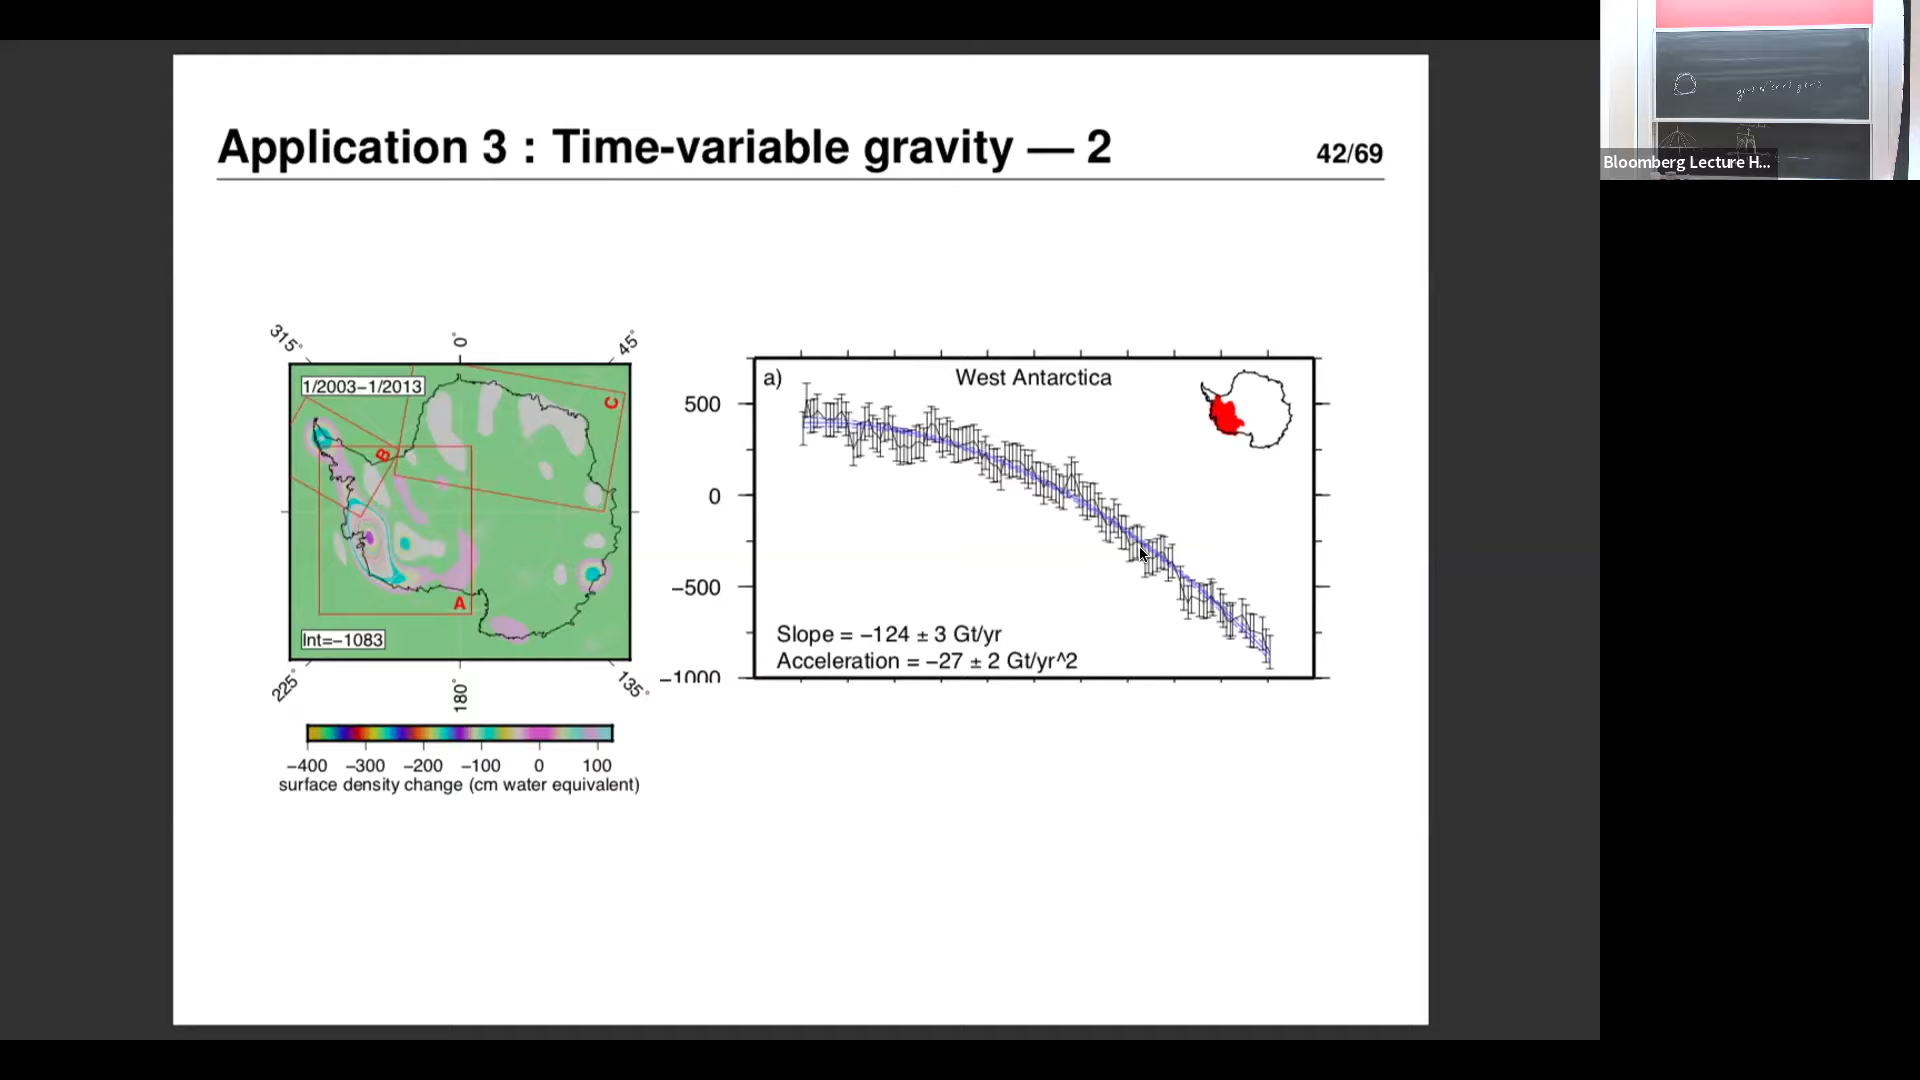 Application 3 : Time-variable gravity — 2
42/69
315°
0°
45°
1/2003−1/2013
C
B
A
Int=−1083
225°
180°
135°
−400 −300 −200 −100 0 100
surface density change (cm water equivalent)
a)
West Antarctica
500
0
−500
−1000
Slope = −124 ± 3 Gt/yr
Acceleration = −27 ± 2 Gt/yr^2
Bloomberg Lecture H...